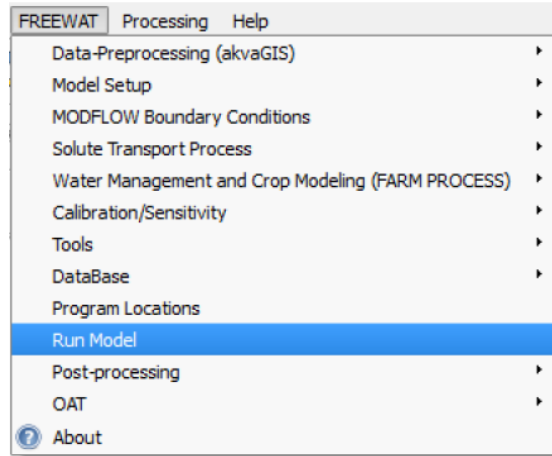 FREEWAT Processing Help
Data-Preprocessing (akvaGIS)
Model Setup
MODFLOW Boundary Conditions
Solute Transport Process
Water Management and Crop Modeling (FARM PROCESS)
Calibration/Sensitivity
Tools
DataBase
Program Locations
Run Model
Post-processing
OAT
? About